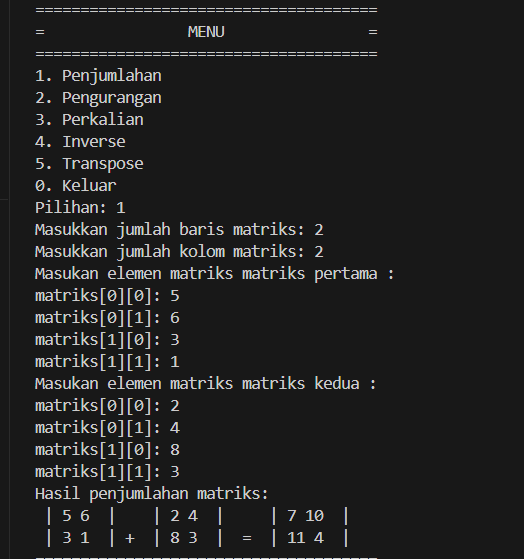 ======================================
=                MENU                =
======================================
1. Penjumlahan
2. Pengurangan
3. Perkalian
4. Inverse
5. Transpose
0. Keluar
Pilihan: 1
Masukkan jumlah baris matriks: 2
Masukkan jumlah kolom matriks: 2
Masukan elemen matriks matriks pertama :
matriks[0][0]: 5
matriks[0][1]: 6
matriks[1][0]: 3
matriks[1][1]: 1
Masukan elemen matriks matriks kedua :
matriks[0][0]: 2
matriks[0][1]: 4
matriks[1][0]: 8
matriks[1][1]: 3
Hasil penjumlahan matriks:
 | 5 6  |    | 2 4  |     | 7 10  |
 | 3 1  | +  | 8 3  |  =  | 11 4  |
======================================